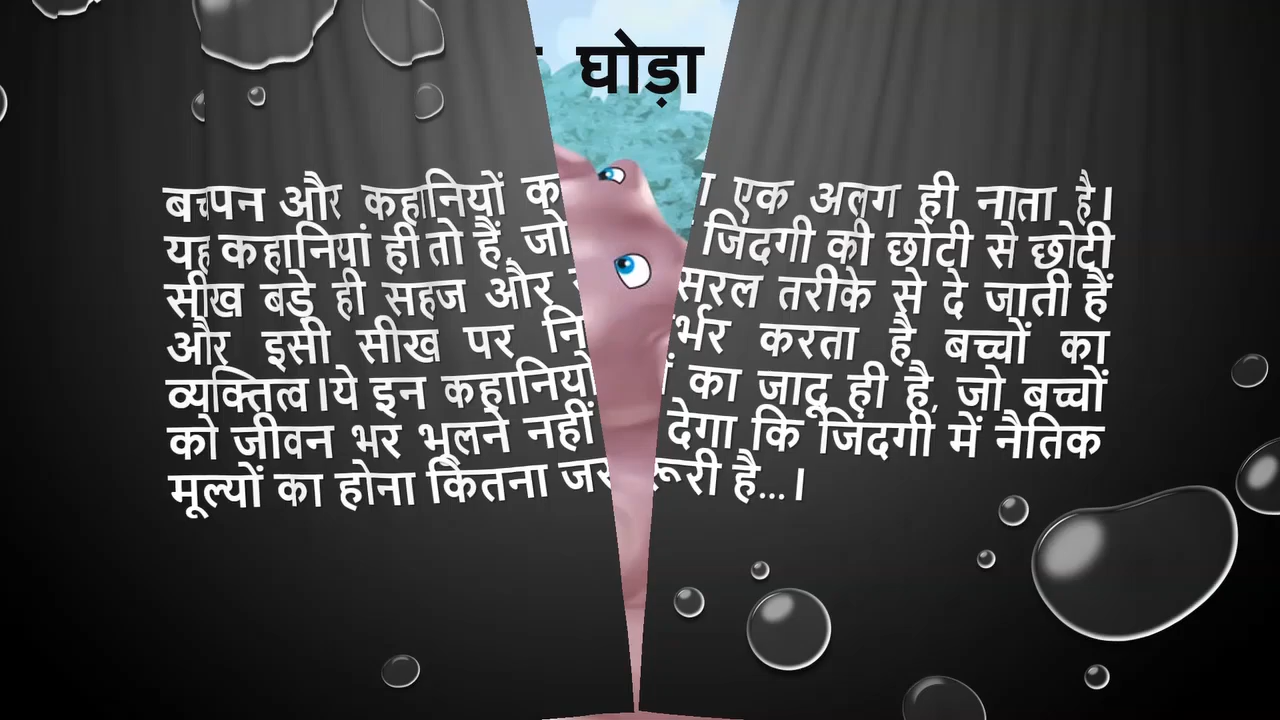 घोड़ा
बचपन और कहानियों का एक अलग ही नाता है।
यह कहानियां ही तो हैं, जो जिंदगी की छोटी से छोटी
सीख बड़े ही सहज और सरल तरीके से दे जाती हैं
और इसी सीख पर निर्भर करता है बच्चों का
व्यक्तित्व।ये इन कहानियों का जादू ही है, जो बच्चों
को जीवन भर भूलने नहीं देगा कि जिंदगी में नैतिक
मूल्यों का होना कितना जरूरी है...।